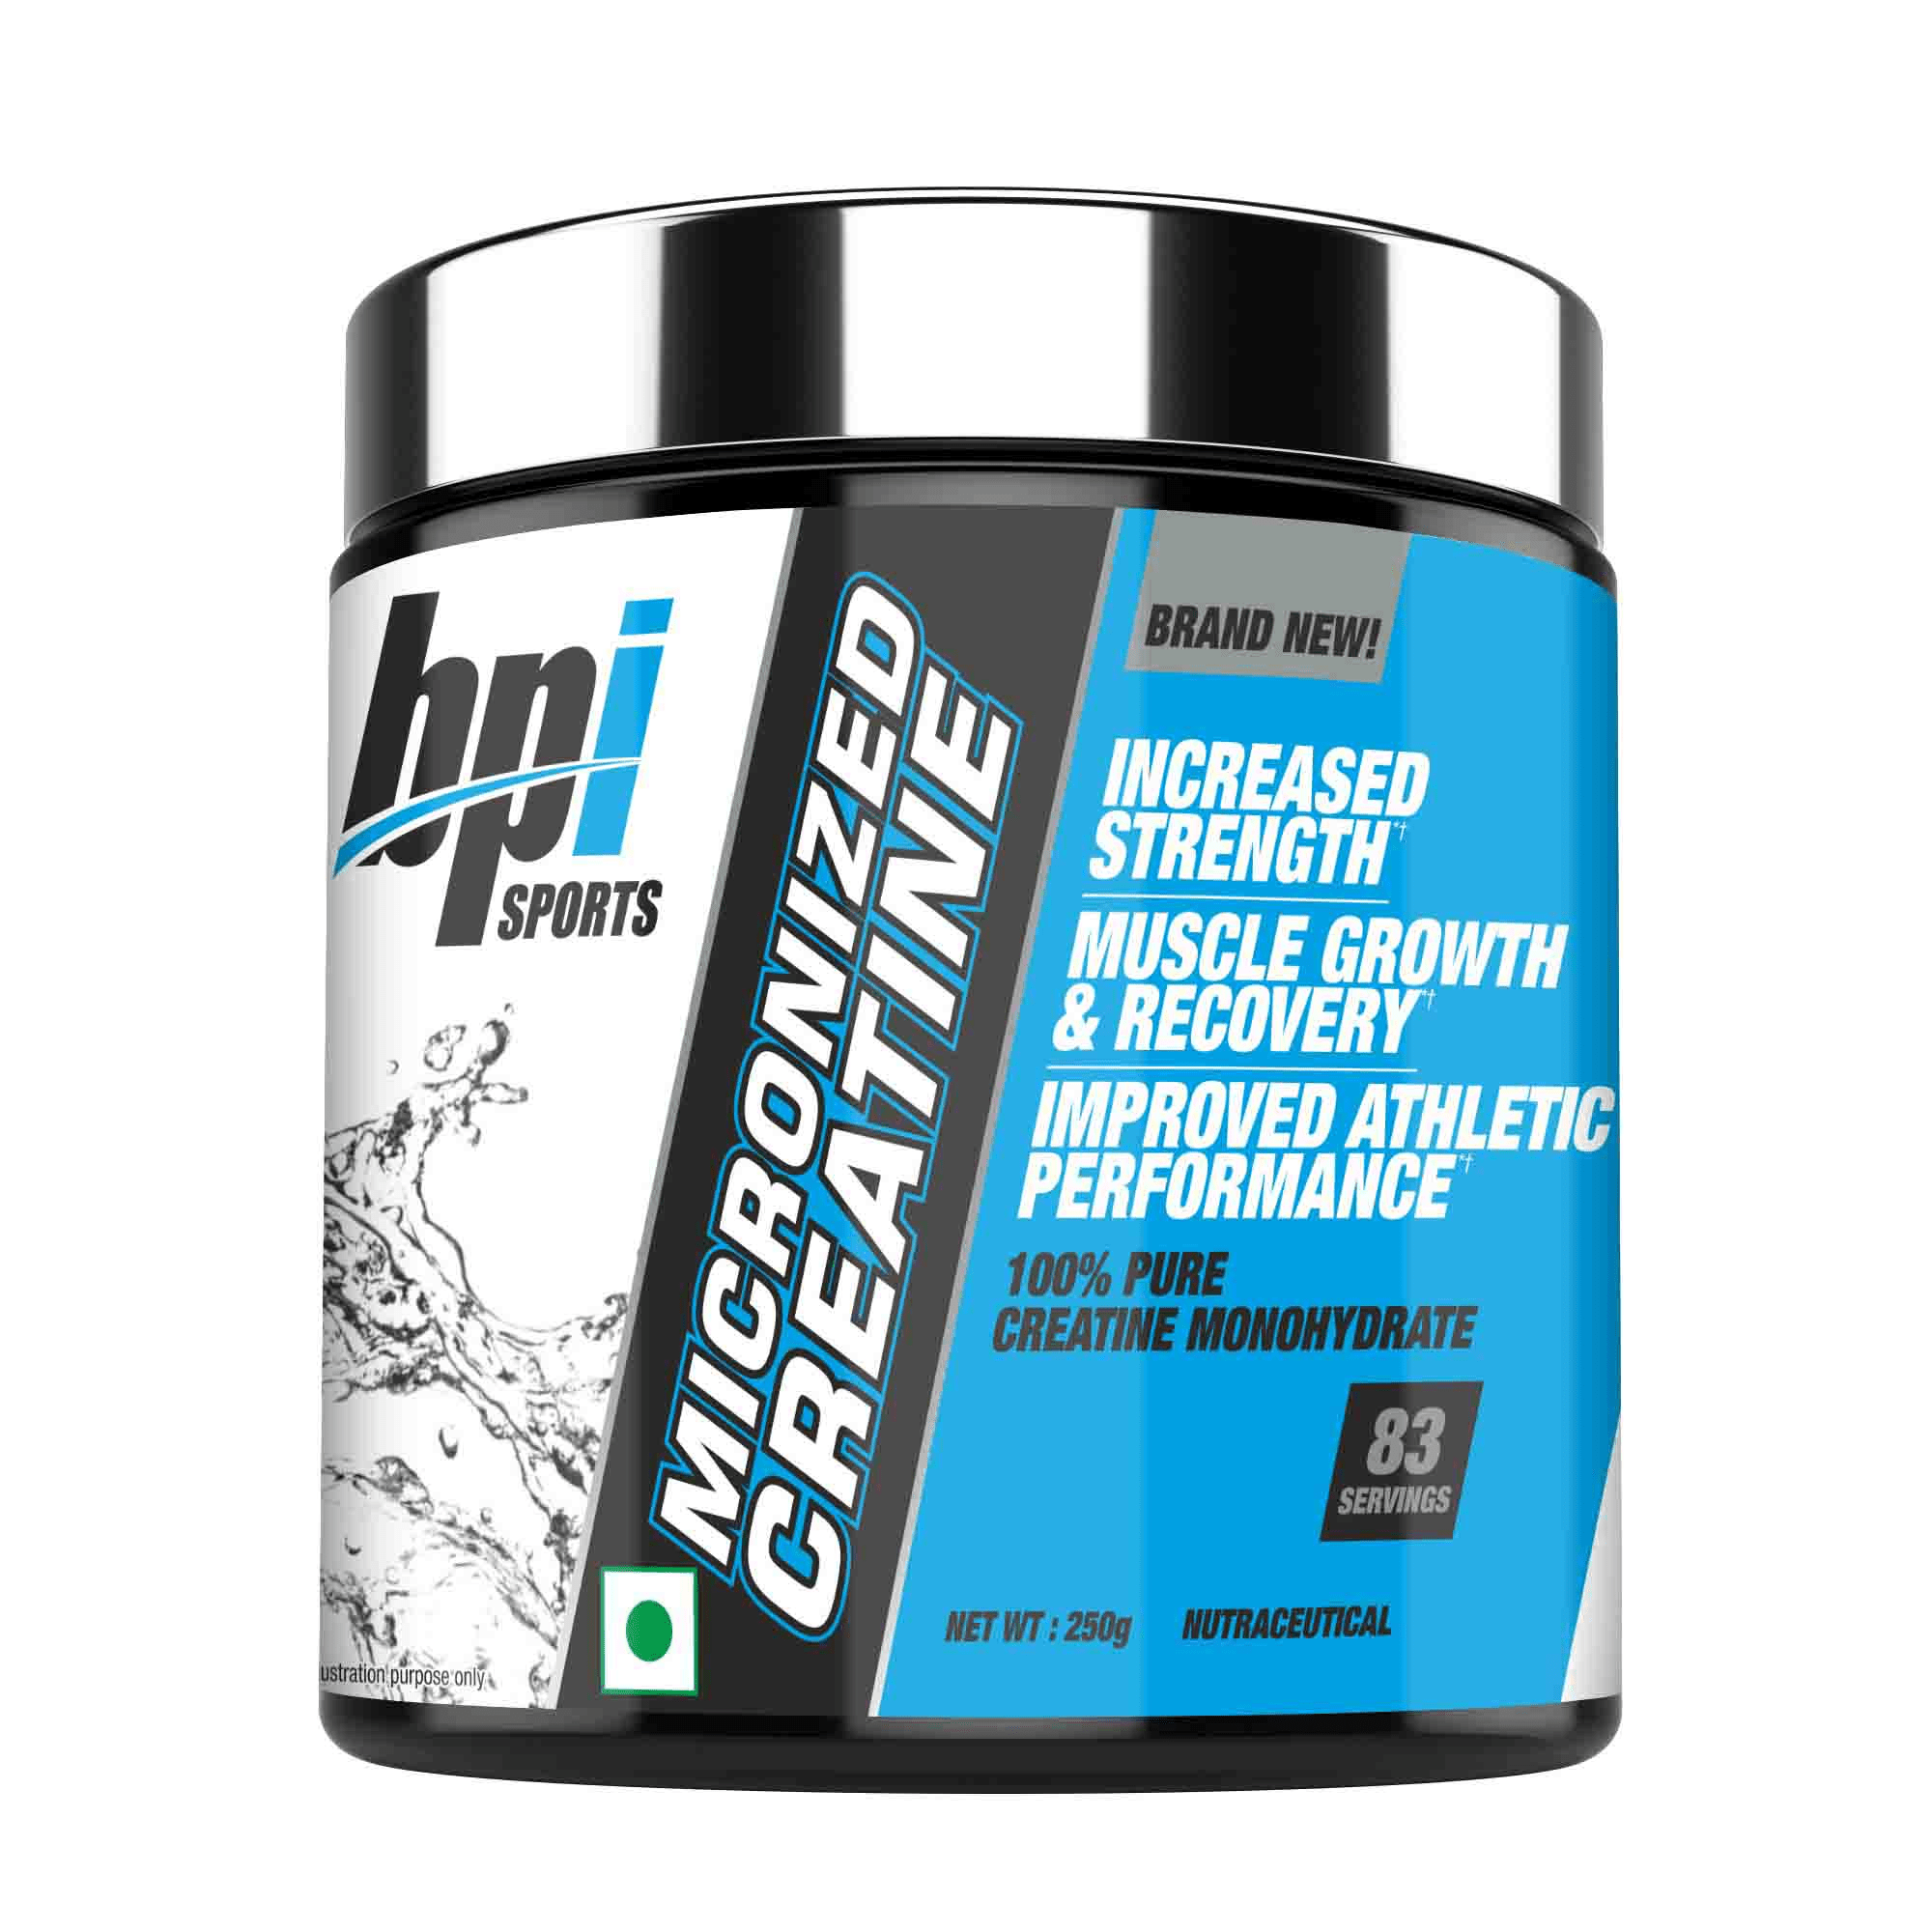 bpi
SPORTS
MICRONIZED
CREATINE
BRAND NEW!
INCREASED
STRENGTH*†
MUSCLE GROWTH
& RECOVERY*†
IMPROVED ATHLETIC
PERFORMANCE*†
100% PURE
CREATINE MONOHYDRATE
83
SERVINGS
NET WT : 250g NUTRACEUTICAL
purpose only